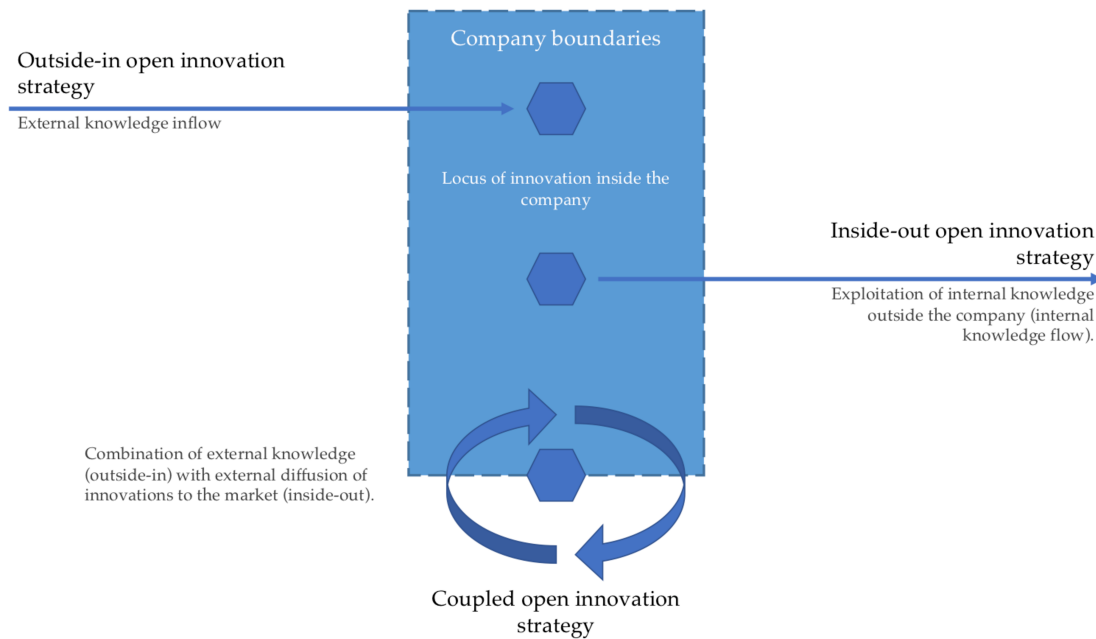 Company boundaries
Outside-in open innovation
strategy
External knowledge inflow
Locus of innovation inside the
company
Inside-out open innovation
strategy
Exploitation of internal knowledge
outside the company (internal
knowledge flow).
Combination of external knowledge
(outside-in) with external diffusion of
innovations to the market (inside-out).
Coupled open innovation
strategy